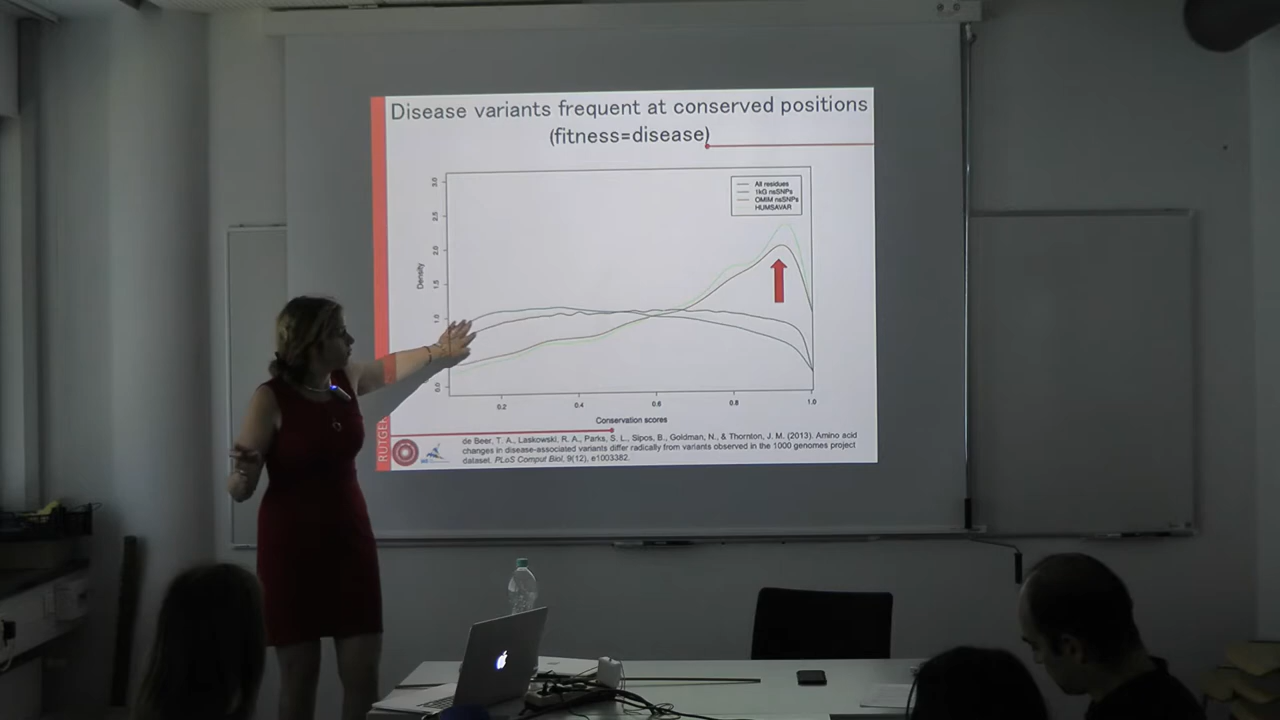 Disease variants frequent at conserved positions
(fitness=disease)
All residues
1kG nsSNPs
OMIM nsSNPs
HUMSAVAR
3.0
2.5
2.0
1.5
1.0
0.0
Density
0.2
0.4
0.6
0.8
1.0
Conservation scores
RUTGER
de Beer, T. A., Laskowski, R. A., Parks, S. L., Sipos, B., Goldman, N., & Thornton, J. M. (2013). Amino acid
changes in disease-associated variants differ radically from variants observed in the 1000 genomes project
dataset. PLoS Comput Biol, 9(12), e1003382.